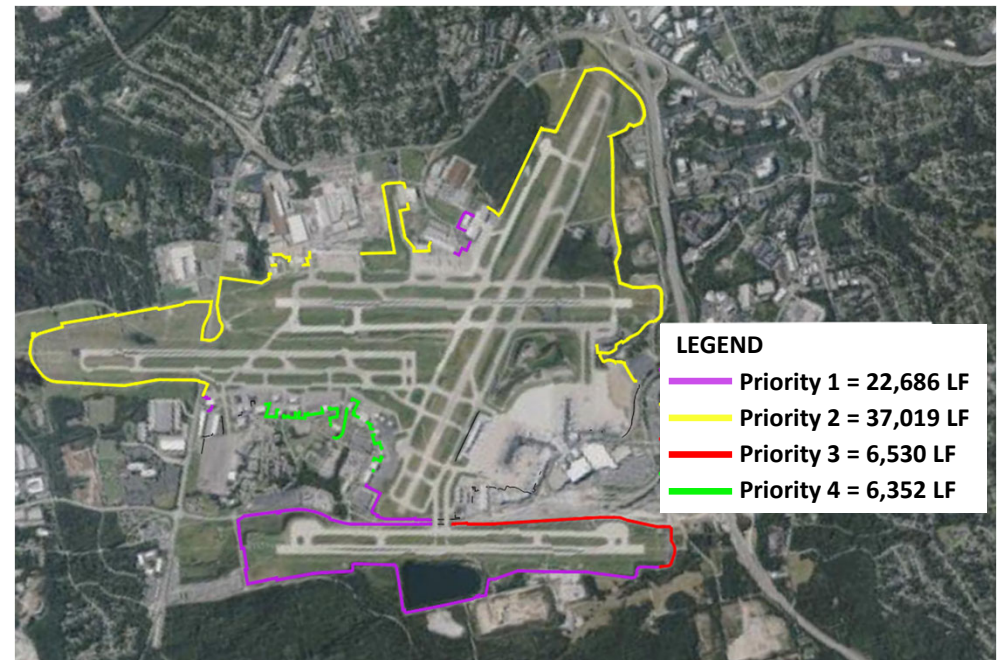 LEGEND
Priority 1 = 22,686 LF
Priority 2 = 37,019 LF
Priority 3 = 6,530 LF
Priority 4 = 6,352 LF